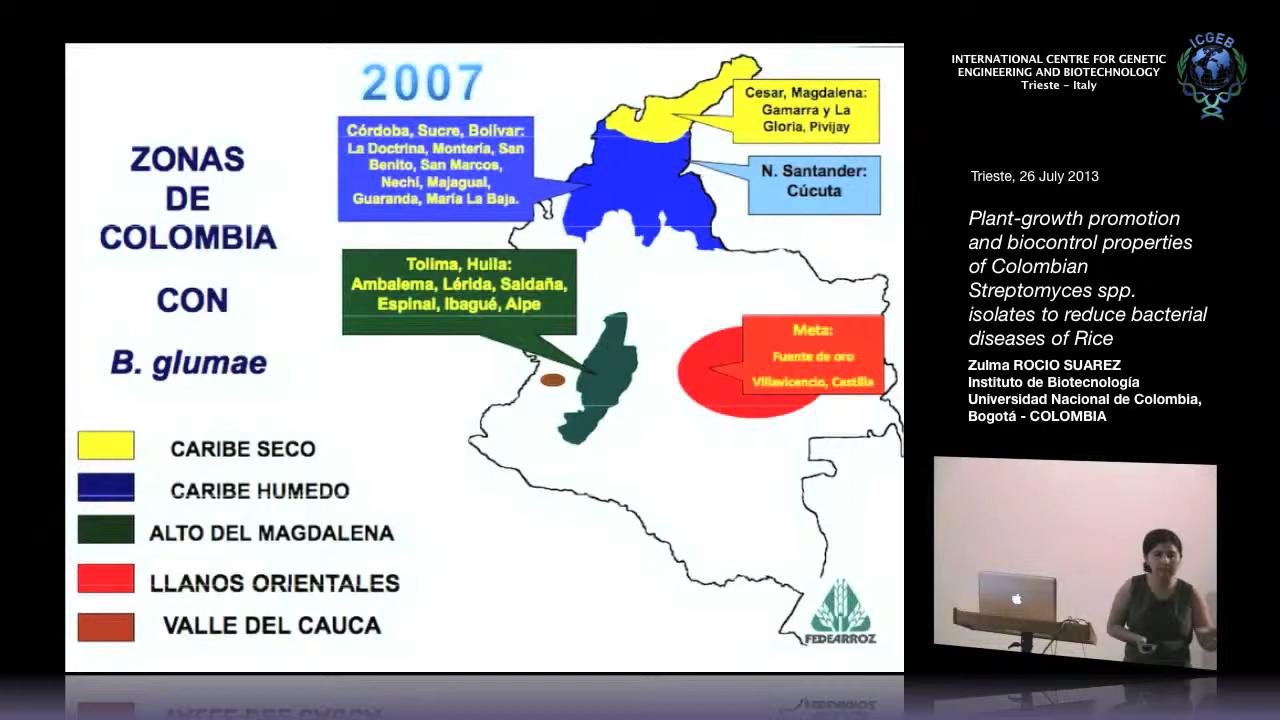 2007
ZONAS
DE
COLOMBIA
CON
B. glumae
Córdoba, Sucre, Bolívar:
La Doctrina, Montería, San
Benito, San Marcos,
Nechí, Majagual,
Guaranda, María La Baja.
Cesar, Magdalena:
Gamarra y La
Gloria, Pivijay
N. Santander:
Cúcuta
Tolima, Huila:
Ambalema, Lérida, Saldaña,
Espinal, Ibagué, Aipe
Meta:
Fuente de oro
Villavicencio, Castilla
CARIBE SECO
CARIBE HUMEDO
ALTO DEL MAGDALENA
LLANOS ORIENTALES
VALLE DEL CAUCA
FEDEARROZ
INTERNATIONAL CENTRE FOR GENETIC
ENGINEERING AND BIOTECHNOLOGY
Trieste - Italy
ICGEB
Trieste, 26 July 2013
Plant-growth promotion
and biocontrol properties
of Colombian
Streptomyces spp.
isolates to reduce bacterial
diseases of Rice
Zulma ROCIO SUAREZ
Instituto de Biotecnología
Universidad Nacional de Colombia,
Bogotá - COLOMBIA